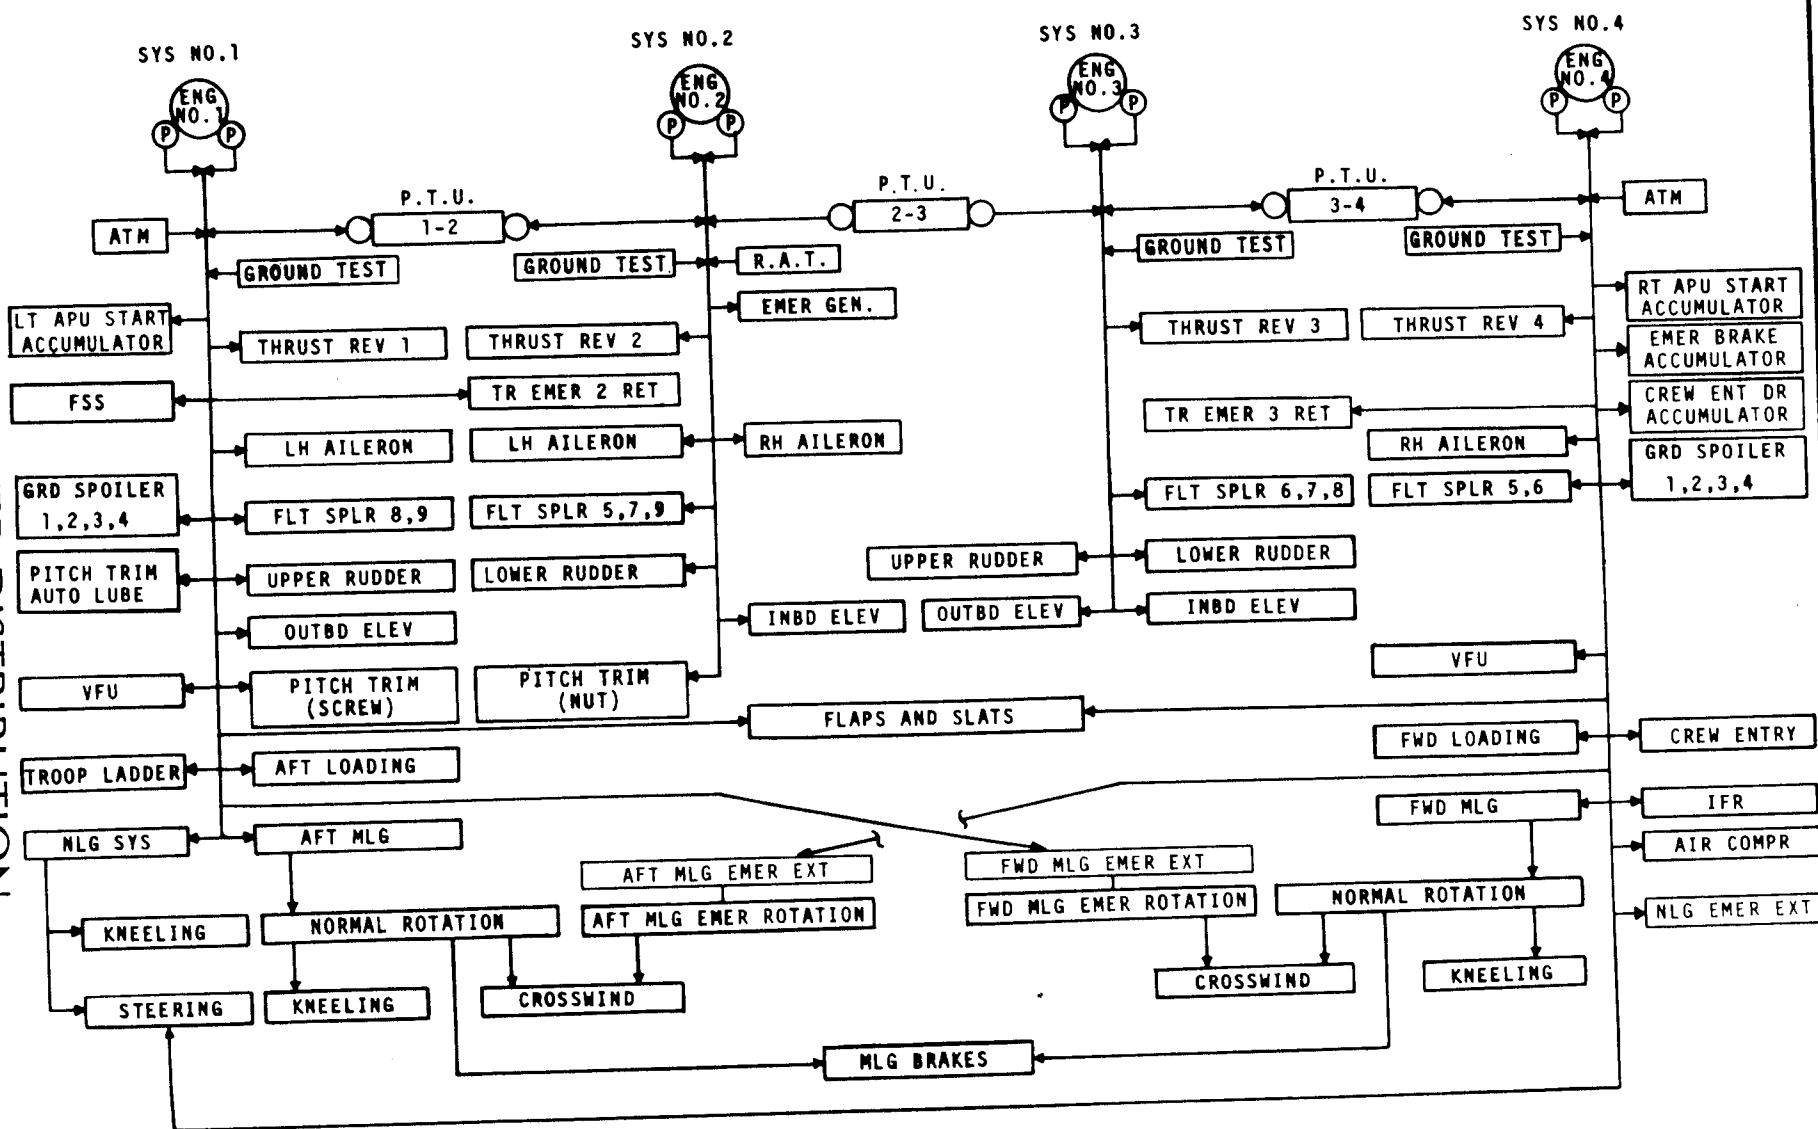 SYS NO.1
SYS NO.2
SYS NO.3
SYS NO.4
ENG
NO.1
P
P
ENG
NO.2
P
P
ENG
NO.3
P
P
ENG
NO.4
P
P
P.T.U.
1-2
P.T.U.
2-3
P.T.U.
3-4
ATM
ATM
GROUND TEST
GROUND TEST
R.A.T.
GROUND TEST
GROUND TEST
EMER GEN.
LT APU START
ACCUMULATOR
THRUST REV 1
THRUST REV 2
THRUST REV 3
THRUST REV 4
RT APU START
ACCUMULATOR
EMER BRAKE
ACCUMULATOR
FSS
TR EMER 2 RET
TR EMER 3 RET
CREW ENT DR
ACCUMULATOR
LH AILERON
LH AILERON
RH AILERON
RH AILERON
GRD SPOILER
1,2,3,4
FLT SPLR 8,9
FLT SPLR 5,7,9
FLT SPLR 6,7,8
FLT SPLR 5,6
GRD SPOILER
1,2,3,4
PITCH TRIM
AUTO LUBE
UPPER RUDDER
LOWER RUDDER
UPPER RUDDER
LOWER RUDDER
OUTBD ELEV
INBD ELEV
OUTBD ELEV
INBD ELEV
VFU
PITCH TRIM
(SCREW)
PITCH TRIM
(NUT)
VFU
FLAPS AND SLATS
FWD LOADING
CREW ENTRY
TROOP LADDER
AFT LOADING
FWD MLG
IFR
NLG SYS
AFT MLG
AIR COMPR
AFT MLG EMER EXT
FWD MLG EMER EXT
AFT MLG EMER ROTATION
FWD MLG EMER ROTATION
NORMAL ROTATION
NLG EMER EXT
KNEELING
NORMAL ROTATION
CROSSWIND
KNEELING
STEERING
KNEELING
CROSSWIND
MLG BRAKES